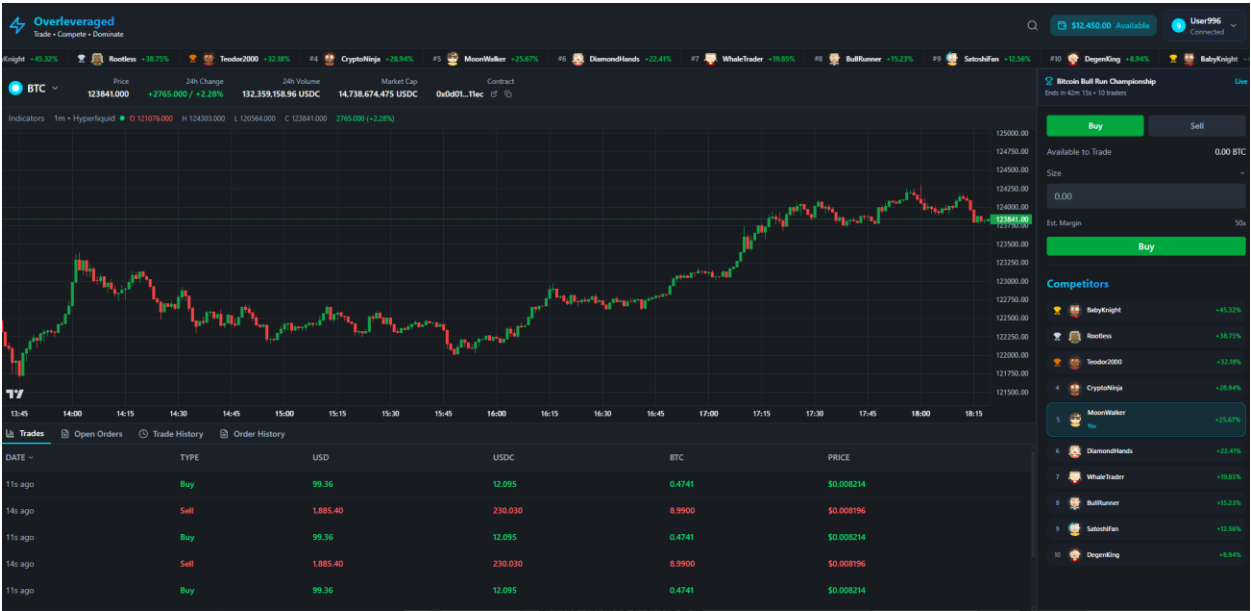 Overleveraged
Trade • Compete • Dominate
$12,450.00 Available
User996
Connected
Knight +45.32% Rootless +38.75% Teodor2000 +32.18% #4 CryptoNinja +28.94% #5 MoonWalker +25.67% #6 DiamondHands +22.41% #7 WhaleTrader +19.85% #8 BullRunner +15.23% #9 SatoshiFan +12.56% #10 DegenKing +8.94% BabyKnight
BTC
Price 24h Change 24h Volume Market Cap Contract
123841.000 +2765.000 / +2.28% 132,359,158.96 USDC 14,738,674,475 USDC 0x0d01...11ec
Indicators 1m • Hyperliquid O 121076.000 H 124303.000 L 120564.000 C 123841.000 2765.000 (+2.28%)
125000.00
124750.00
124500.00
124250.00
124000.00
123841.00
123750.00
123500.00
123250.00
123000.00
122750.00
122500.00
122250.00
122000.00
121750.00
121500.00
13:45 14:00 14:15 14:30 14:45 15:00 15:15 15:30 15:45 16:00 16:15 16:30 16:45 17:00 17:15 17:30 17:45 18:00 18:15
Trades Open Orders Trade History Order History
DATE TYPE USD USDC BTC PRICE
11s ago Buy 99.36 12.095 0.4741 $0.008214
14s ago Sell 1,885.40 230.030 8.9900 $0.008196
11s ago Buy 99.36 12.095 0.4741 $0.008214
14s ago Sell 1,885.40 230.030 8.9900 $0.008196
11s ago Buy 99.36 12.095 0.4741 $0.008214
Bitcoin Bull Run Championship Live
Ends in 42m 15s • 10 traders
Buy Sell
Available to Trade 0.00 BTC
Size
0.00
Est. Margin 50x
Buy
Competitors
BabyKnight +45.32%
Rootless +38.75%
Teodor2000 +32.18%
4 CryptoNinja +28.94%
5 MoonWalker +25.67%
You
6 DiamondHands +22.41%
7 WhaleTrader +19.85%
8 BullRunner +15.23%
9 SatoshiFan +12.56%
10 DegenKing +8.94%